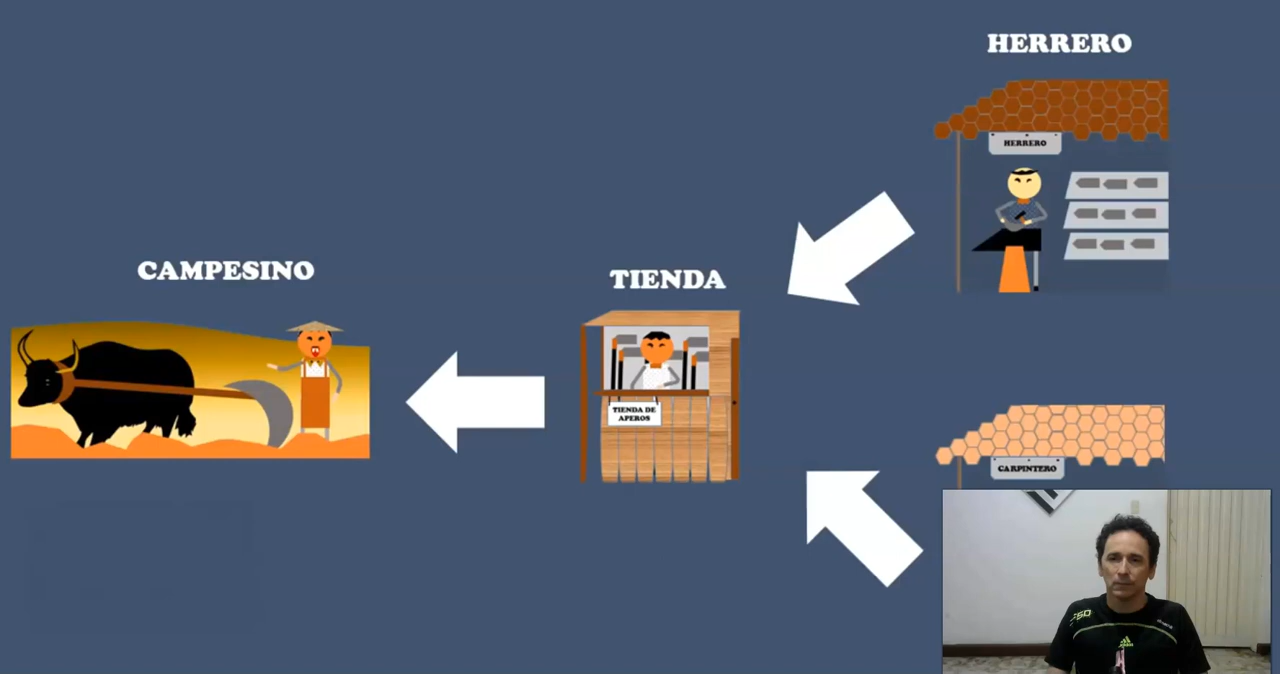 HERRERO
HERRERO
CAMPESINO
TIENDA
TIENDA DE
APEROS
CARPINTERO